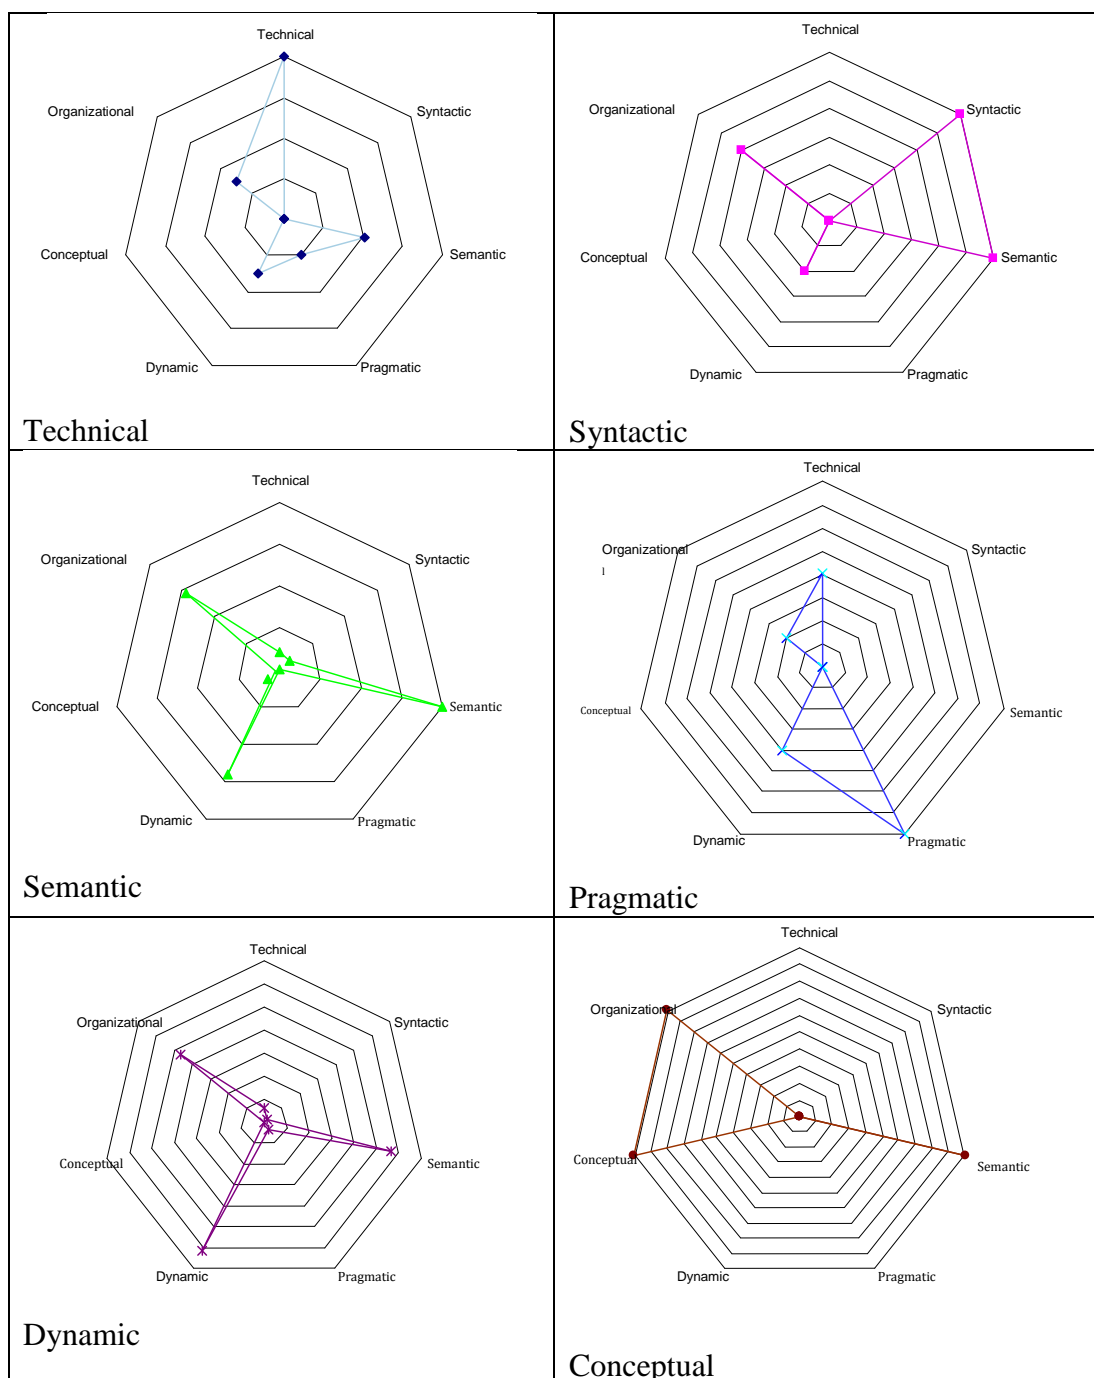 Technical
Organizational
Syntactic
Conceptual
Semantic
Dynamic
Pragmatic
Technical
Technical
Organizational
Syntactic
Conceptual
Semantic
Dynamic
Pragmatic
Syntactic
Technical
Organizational
Syntactic
Conceptual
Semantic
Dynamic
Pragmatic
Semantic
Technical
Organizational
l
Syntactic
Conceptual
Semantic
Dynamic
Pragmatic
Pragmatic
Technical
Organizational
Syntactic
Conceptual
Semantic
Dynamic
Pragmatic
Dynamic
Technical
Organizational
Syntactic
Conceptual
Semantic
Dynamic
Pragmatic
Conceptual